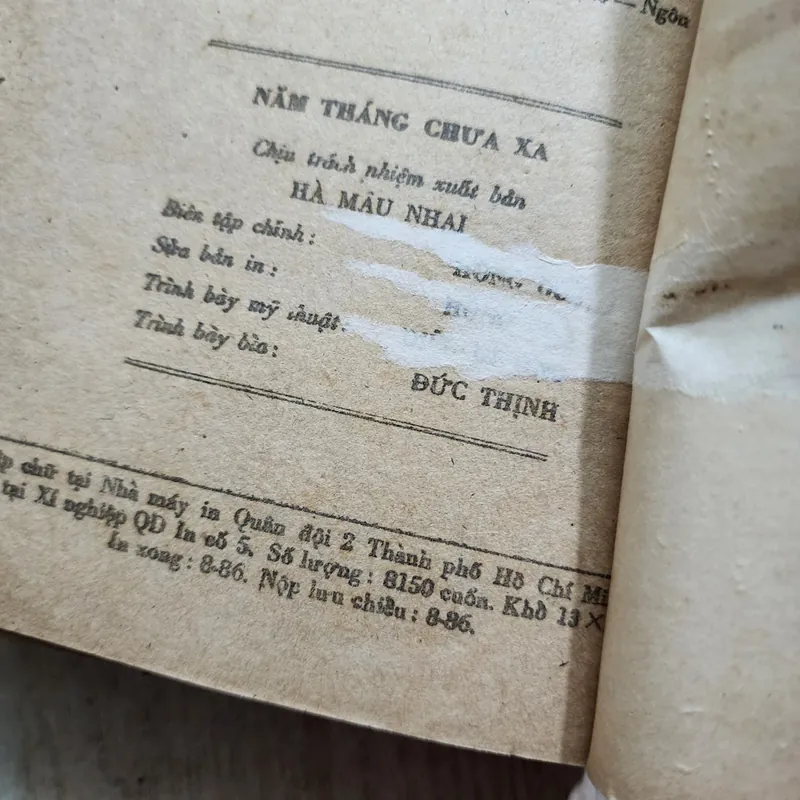 — Ngôn
NĂM THÁNG CHƯA XA
Chịu trách nhiệm xuất bản
HÀ MẬU NHAI
Biên tập chính:
Sửa bản in:
Trình bày mỹ thuật:
Trình bày bìa:
ĐỨC THỊNH
chữ tại Nhà máy in Quân đội 2 Thành phố Hồ Chí
tại Xí nghiệp QĐ In số 5. Số lượng: 8150 cuốn. Khổ 13 ×
In xong: 8-86. Nộp lưu chiểu: 8-86.